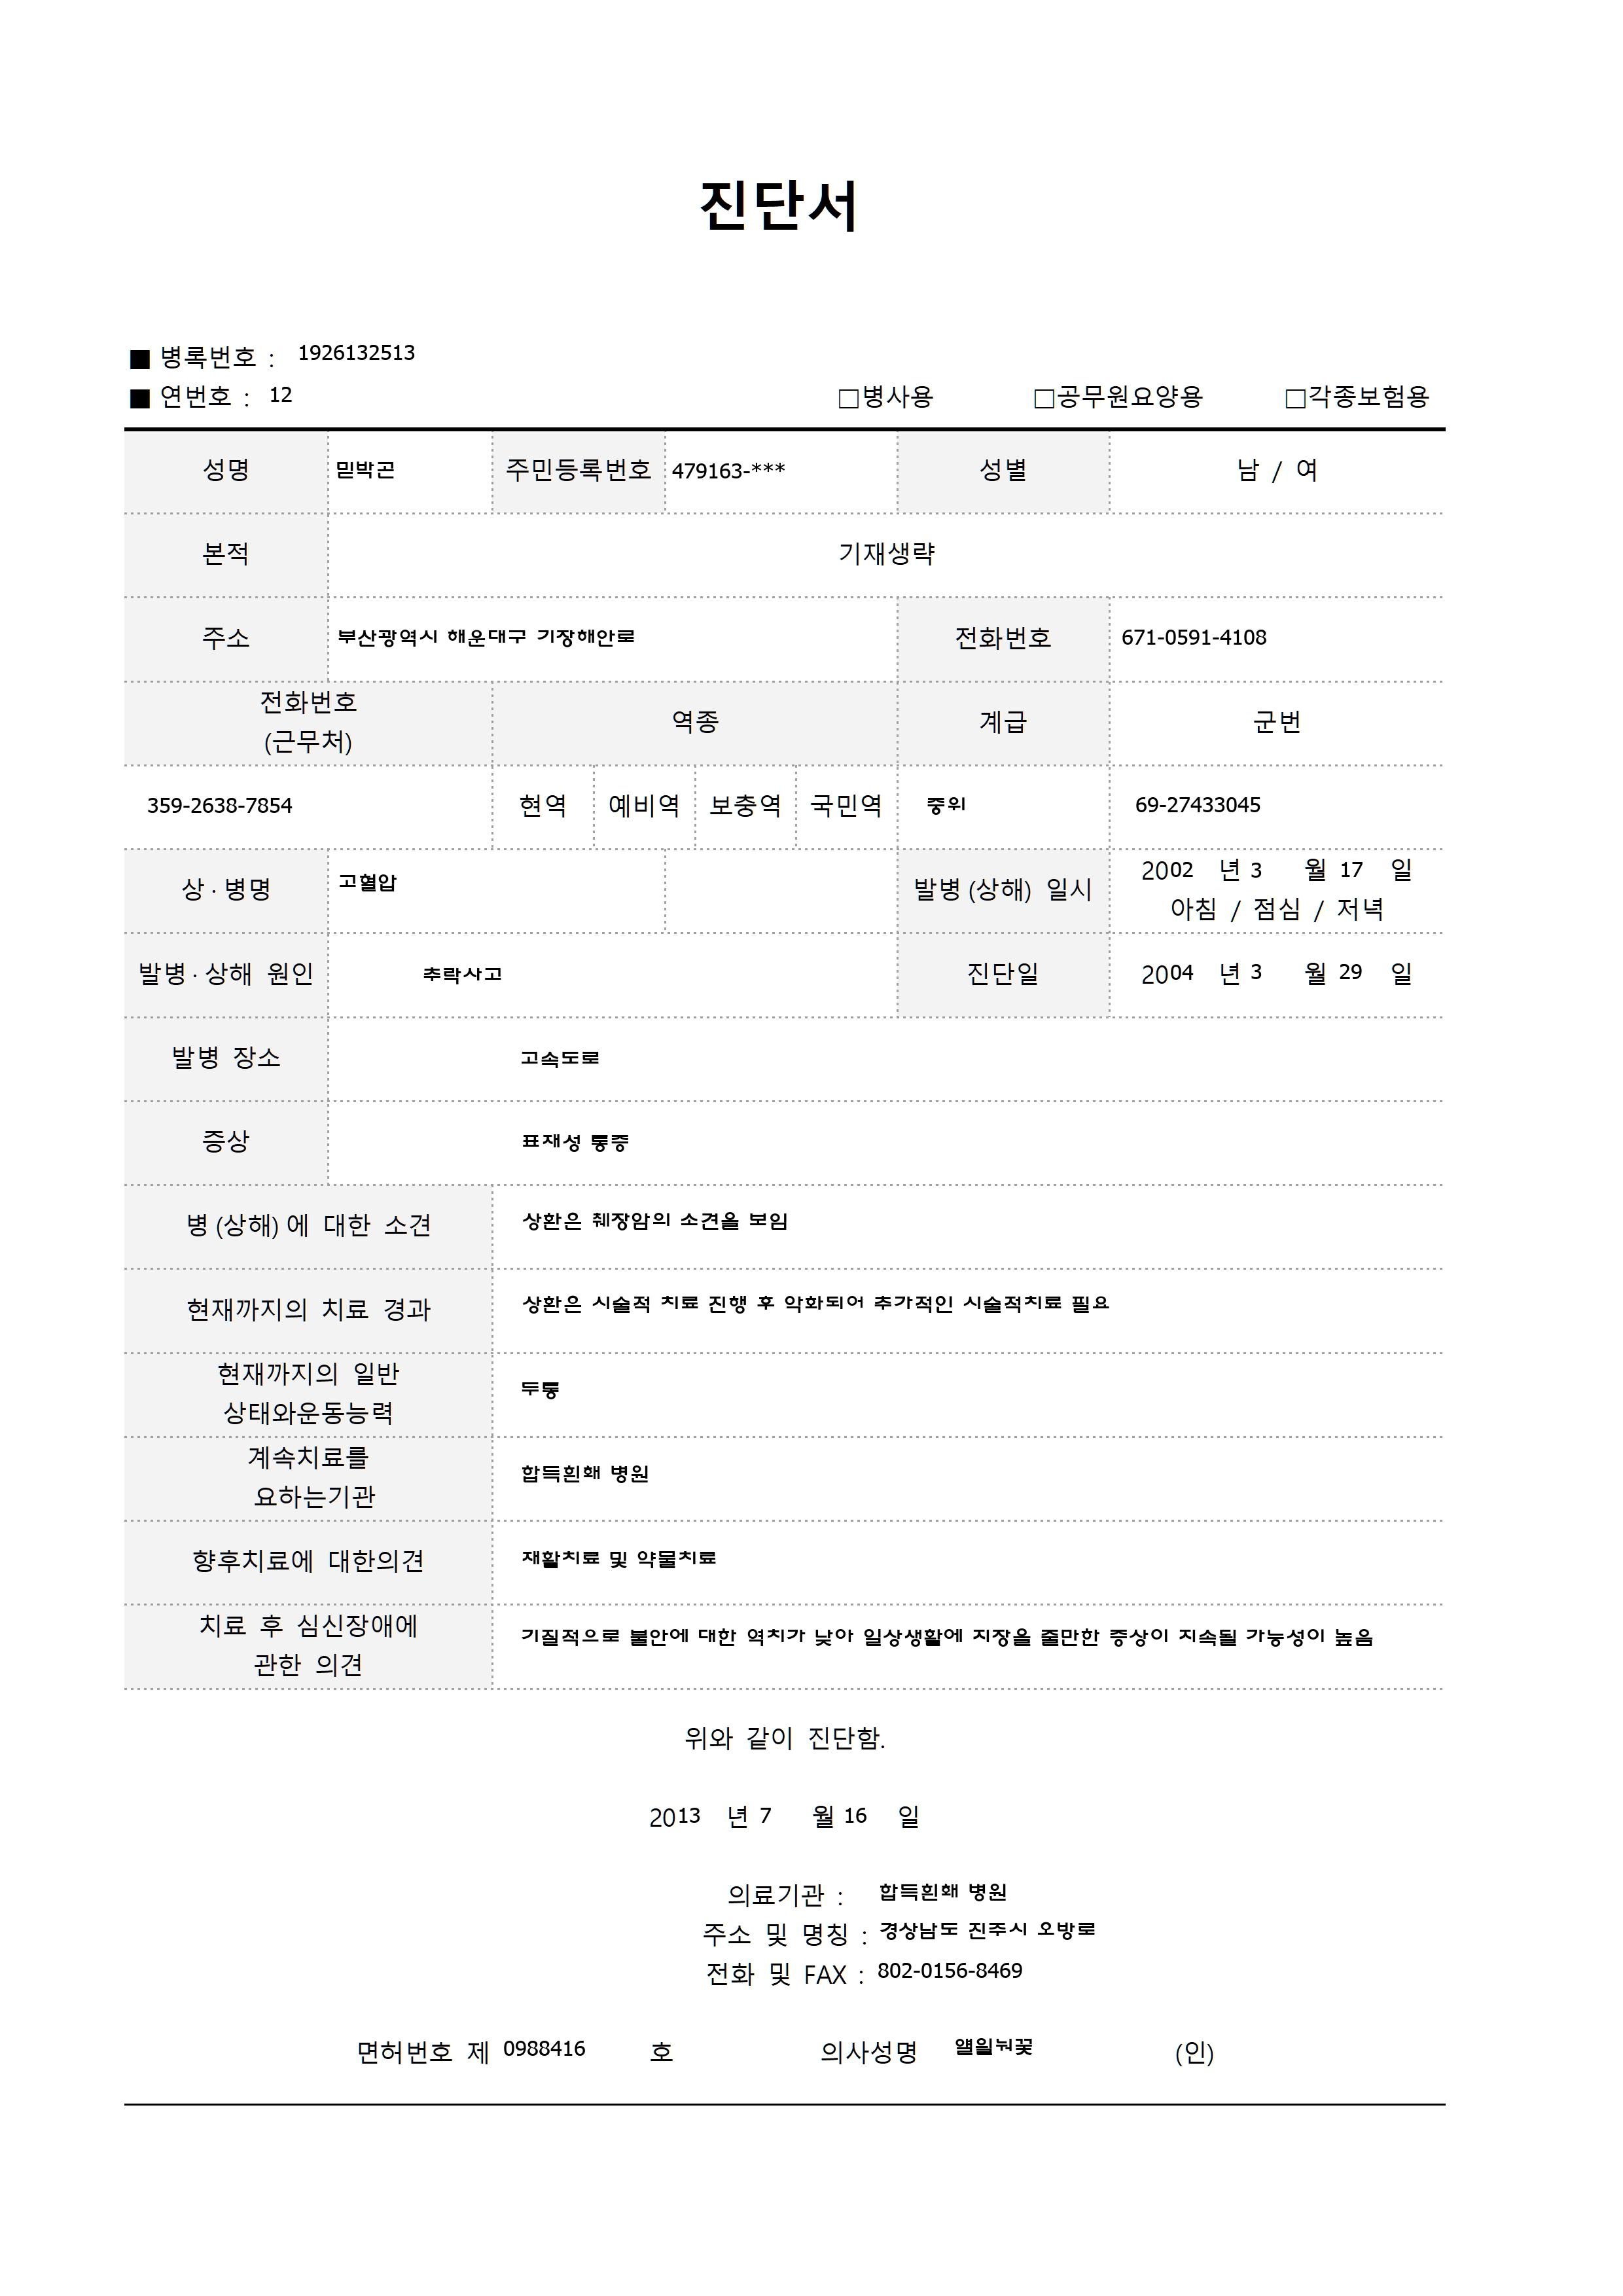 진단서
■ 병록번호 : 1926132513
■ 연번호 : 12 □병사용 □공무원요양용 □각종보험용
성명 믿박곤 주민등록번호 479163-*** 성별 남 / 여
본적 기재생략
주소 부산광역시 해운대구 기장해안로 전화번호 671-0591-4108
전화번호
(근무처) 역종 계급 군번
359-2638-7854 현역 예비역 보충역 국민역 중위 69-27433045
상·병명 고혈압 발병(상해) 일시 2002 년 3 월 17 일
아침 / 점심 / 저녁
발병·상해 원인 추락사고 진단일 2004 년 3 월 29 일
발병 장소 고속도로
증상 표재성 통증
병(상해)에 대한 소견 상환은 췌장암의 소견을 보임
현재까지의 치료 경과 상환은 시술적 치료 진행 후 악화되어 추가적인 시술적치료 필요
현재까지의 일반
상태와운동능력 두통
계속치료를
요하는기관 합득흰홰 병원
향후치료에 대한의견 재활치료 및 약물치료
치료 후 심신장애에
관한 의견 기질적으로 불안에 대한 역치가 낮아 일상생활에 지장을 줄만한 증상이 지속될 가능성이 높음
위와 같이 진단함.
2013 년 7 월 16 일
의료기관 : 합득흰홰 병원
주소 및 명칭 : 경상남도 진주시 오방로
전화 및 FAX : 802-0156-8469
면허번호 제 0988416 호 의사성명 (인)